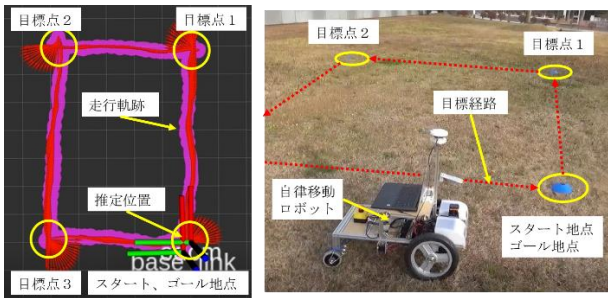 目標点2
目標点1
走行軌跡
推定位置
base_link
目標点3
スタート、ゴール地点
目標点2
目標点1
目標経路
自律移動
ロボット
スタート地点
ゴール地点